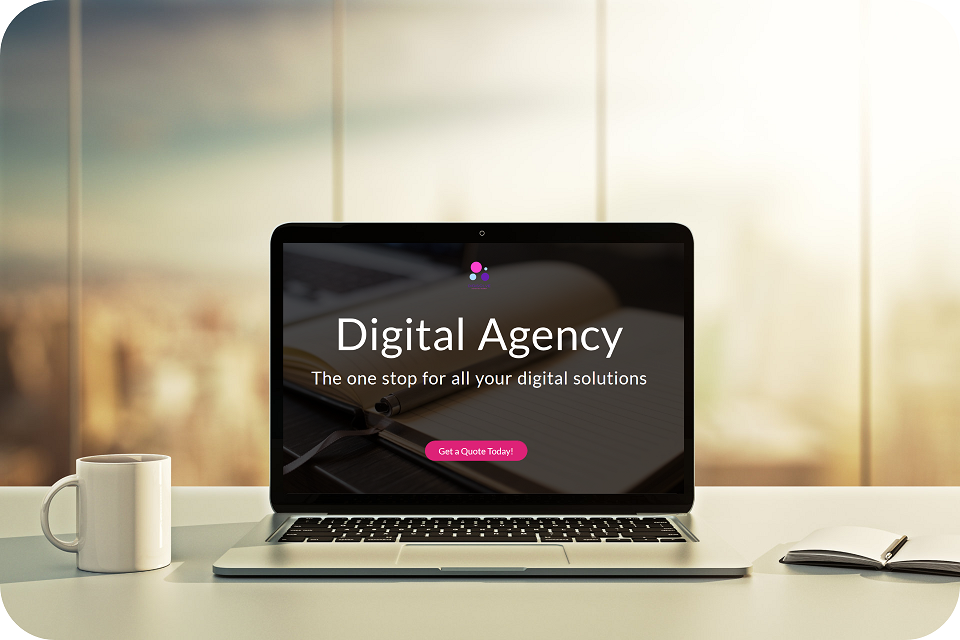 Digital Agency
The one stop for all your digital solutions
Get a Quote Today!